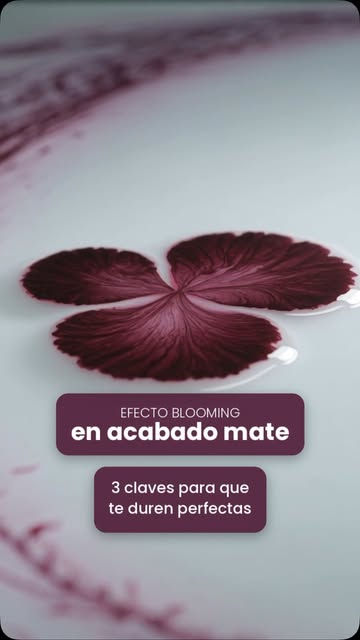 EFECTO BLOOMING
en acabado mate
3 claves para que
te duren perfectas